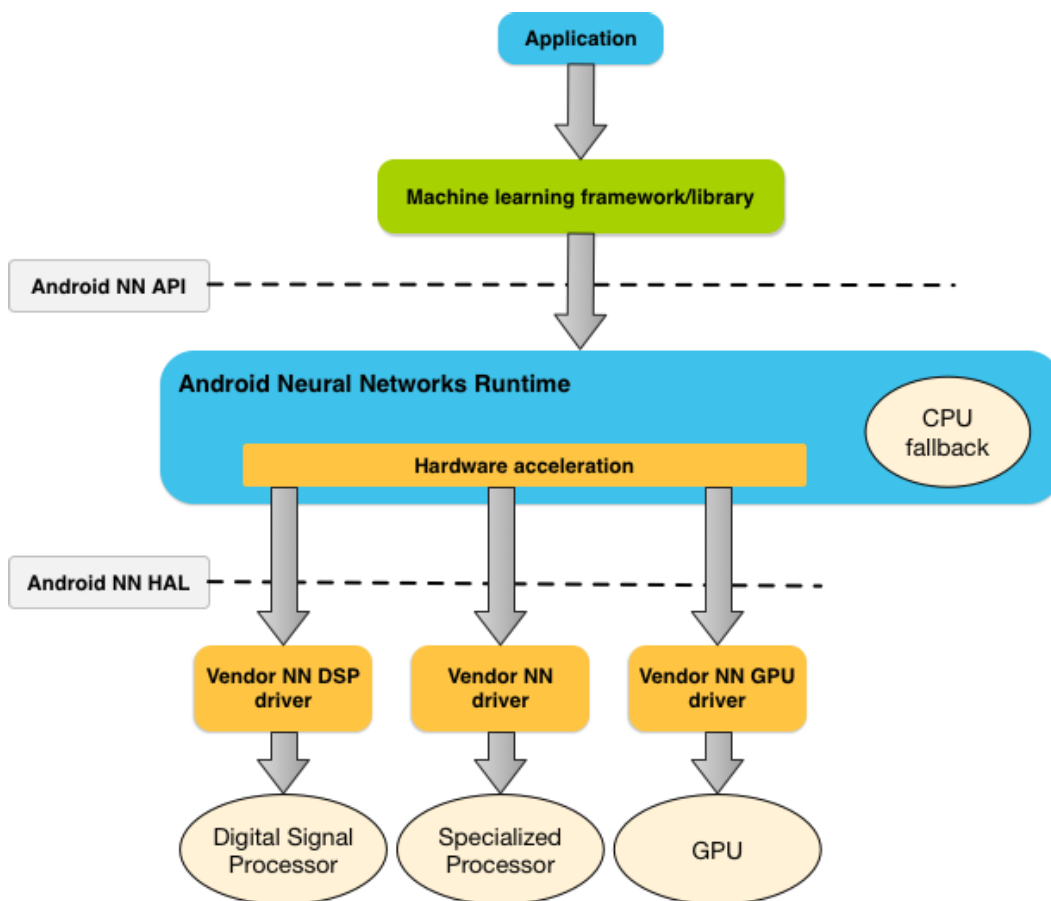 Application
Machine learning framework/library
Android NN API
Android Neural Networks Runtime
CPU
fallback
Hardware acceleration
Android NN HAL
Vendor NN DSP
driver
Vendor NN
driver
Vendor NN GPU
driver
Digital Signal
Processor
Specialized
Processor
GPU